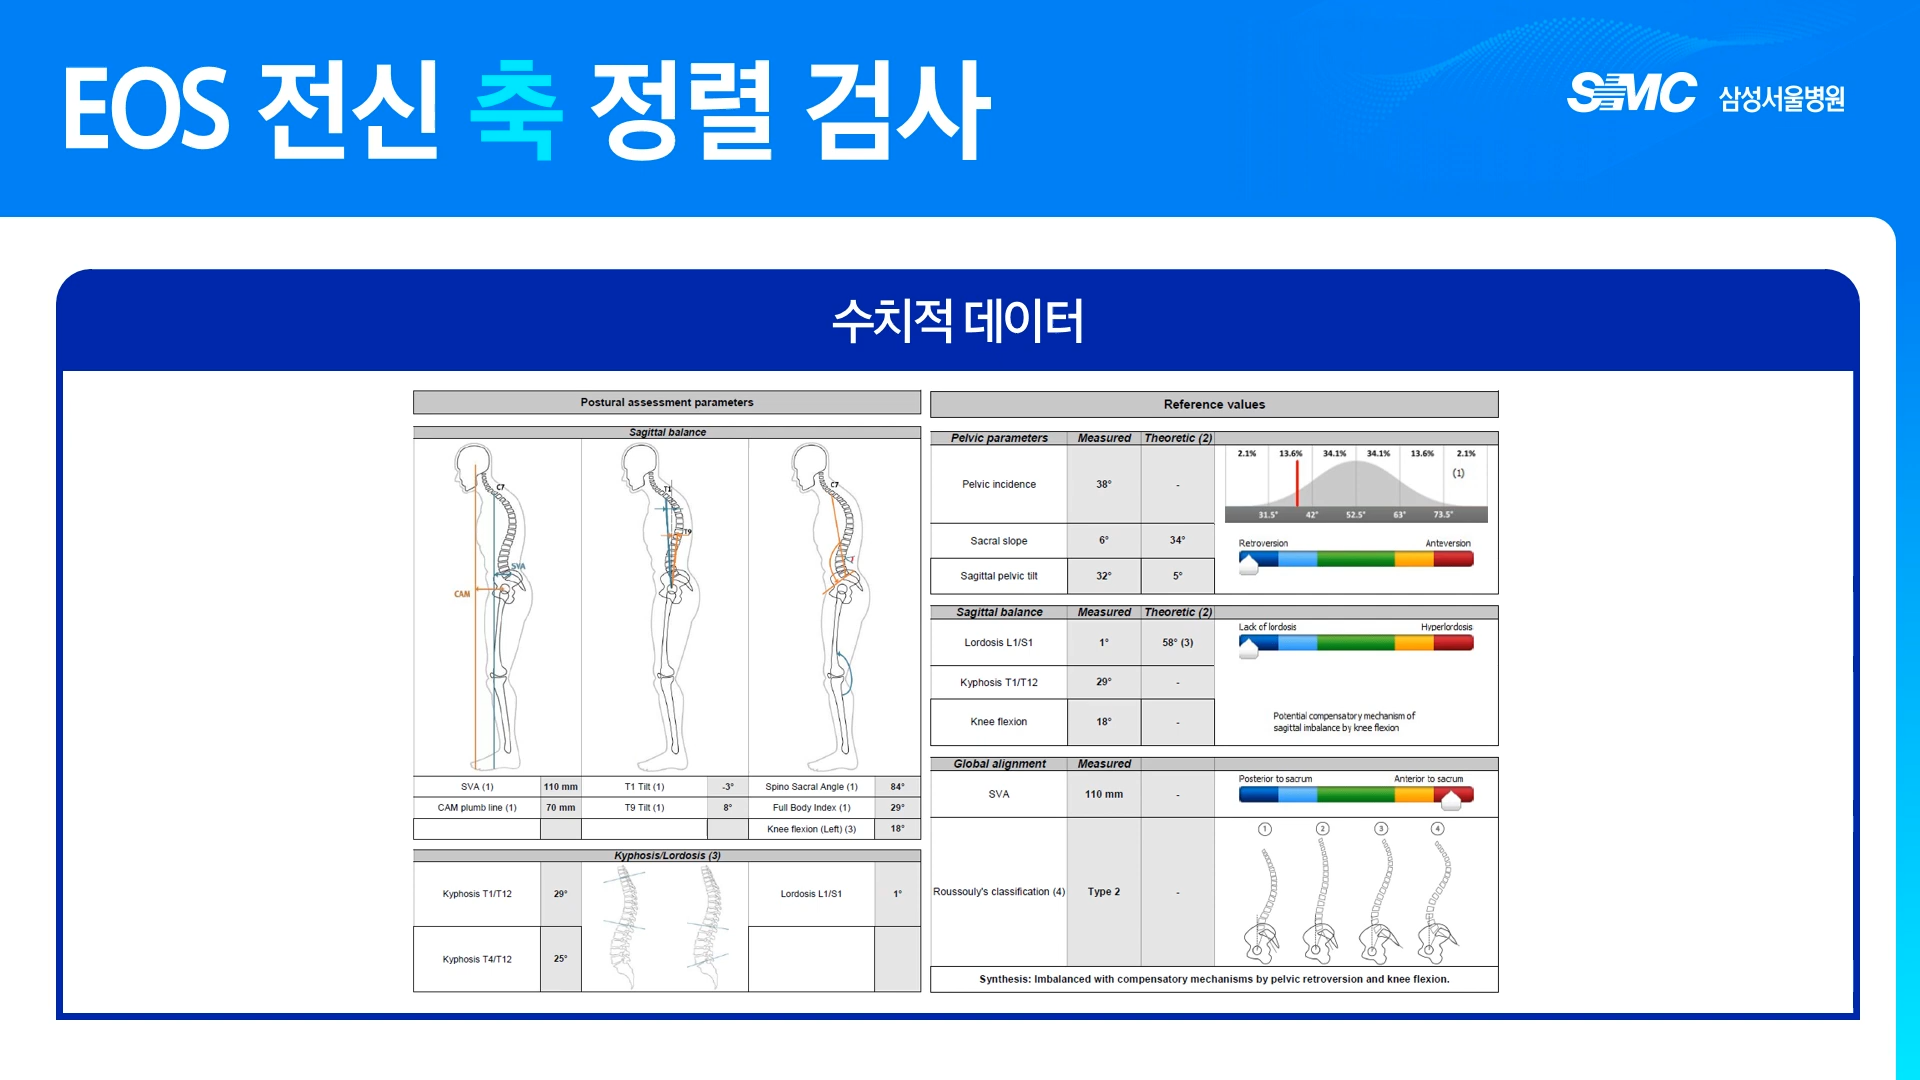 EOS 전신 축 정렬 검사
SMC 삼성서울병원
수치적 데이터
Postural assessment parameters
Sagittal balance
C7
SVA
CAM
T1
T9
C7
SVA (1) 110 mm T1 Tilt (1) -3° Spino Sacral Angle (1) 84°
CAM plumb line (1) 70 mm T9 Tilt (1) 8° Full Body Index (1) 29°
Knee flexion (Left) (3) 18°
Kyphosis/Lordosis (3)
Kyphosis T1/T12 29° Lordosis L1/S1 1°
Kyphosis T4/T12 25°
Reference values
Pelvic parameters Measured Theoretic (2)
2.1% 13.6% 34.1% 34.1% 13.6% 2.1%
(1)
Pelvic incidence 38° -
31.5° 42° 52.5° 63° 73.5°
Sacral slope 6° 34°
Retroversion Anteversion
Sagittal pelvic tilt 32° 5°
Sagittal balance Measured Theoretic (2)
Lack of lordosis Hyperlordosis
Lordosis L1/S1 1° 58° (3)
Kyphosis T1/T12 29° -
Knee flexion 18° -
Potential compensatory mechanism of
sagittal imbalance by knee flexion
Global alignment Measured
Posterior to sacrum Anterior to sacrum
SVA 110 mm -
1 2 3 4
Roussouly's classification (4) Type 2 -
Synthesis: Imbalanced with compensatory mechanisms by pelvic retroversion and knee flexion.